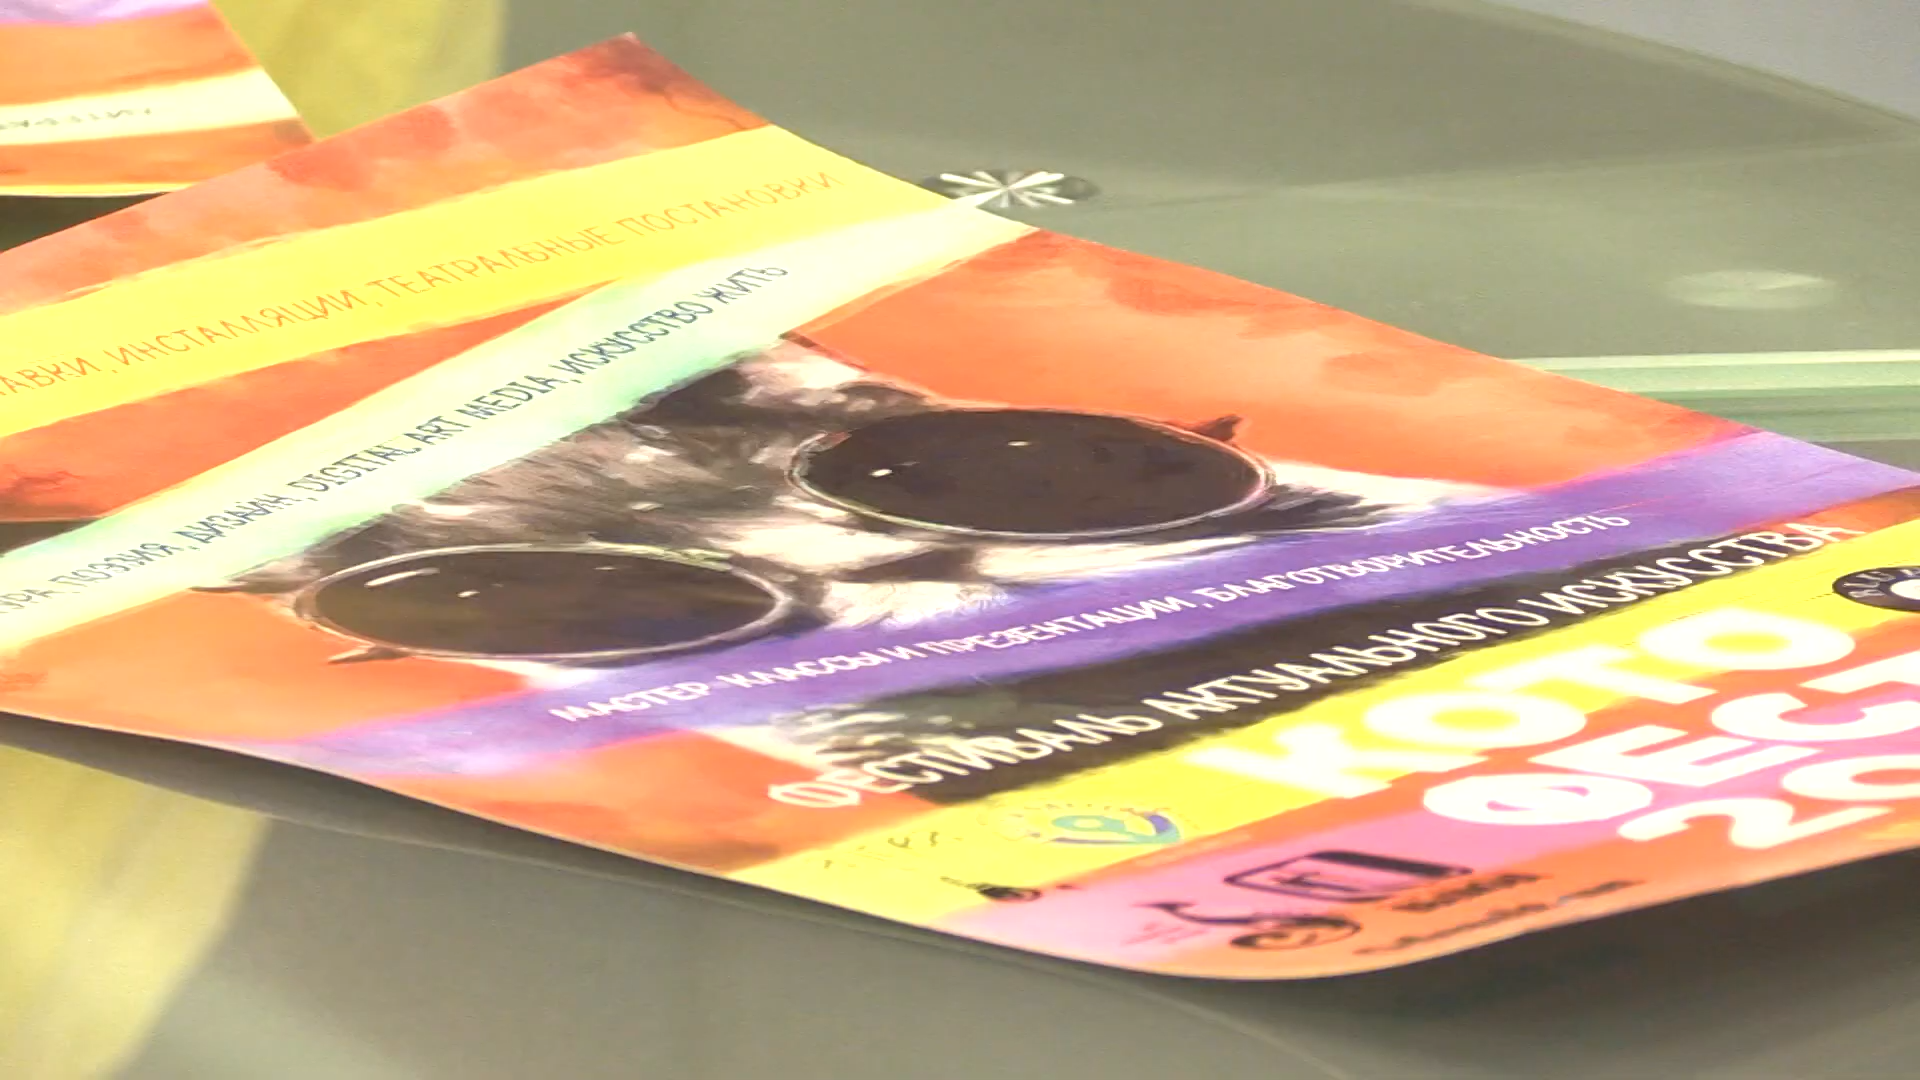 ИНСТАЛЛЯЦИИ, ТЕАТРАЛЬНЫЕ ПОСТАНОВКИ
ПОЭЗИЯ, ДИЗАЙН, DIGITAL ART MEDIA, ИСКУССТВО ЖИТЬ
МАСТЕР-КЛАССЫ И ПРЕЗЕНТАЦИИ, БЛАГОТВОРИТЕЛЬНОСТЬ
ФЕСТИВАЛЬ АКТУАЛЬНОГО ИСКУССТВА
КОТО
ФЕСТ
20